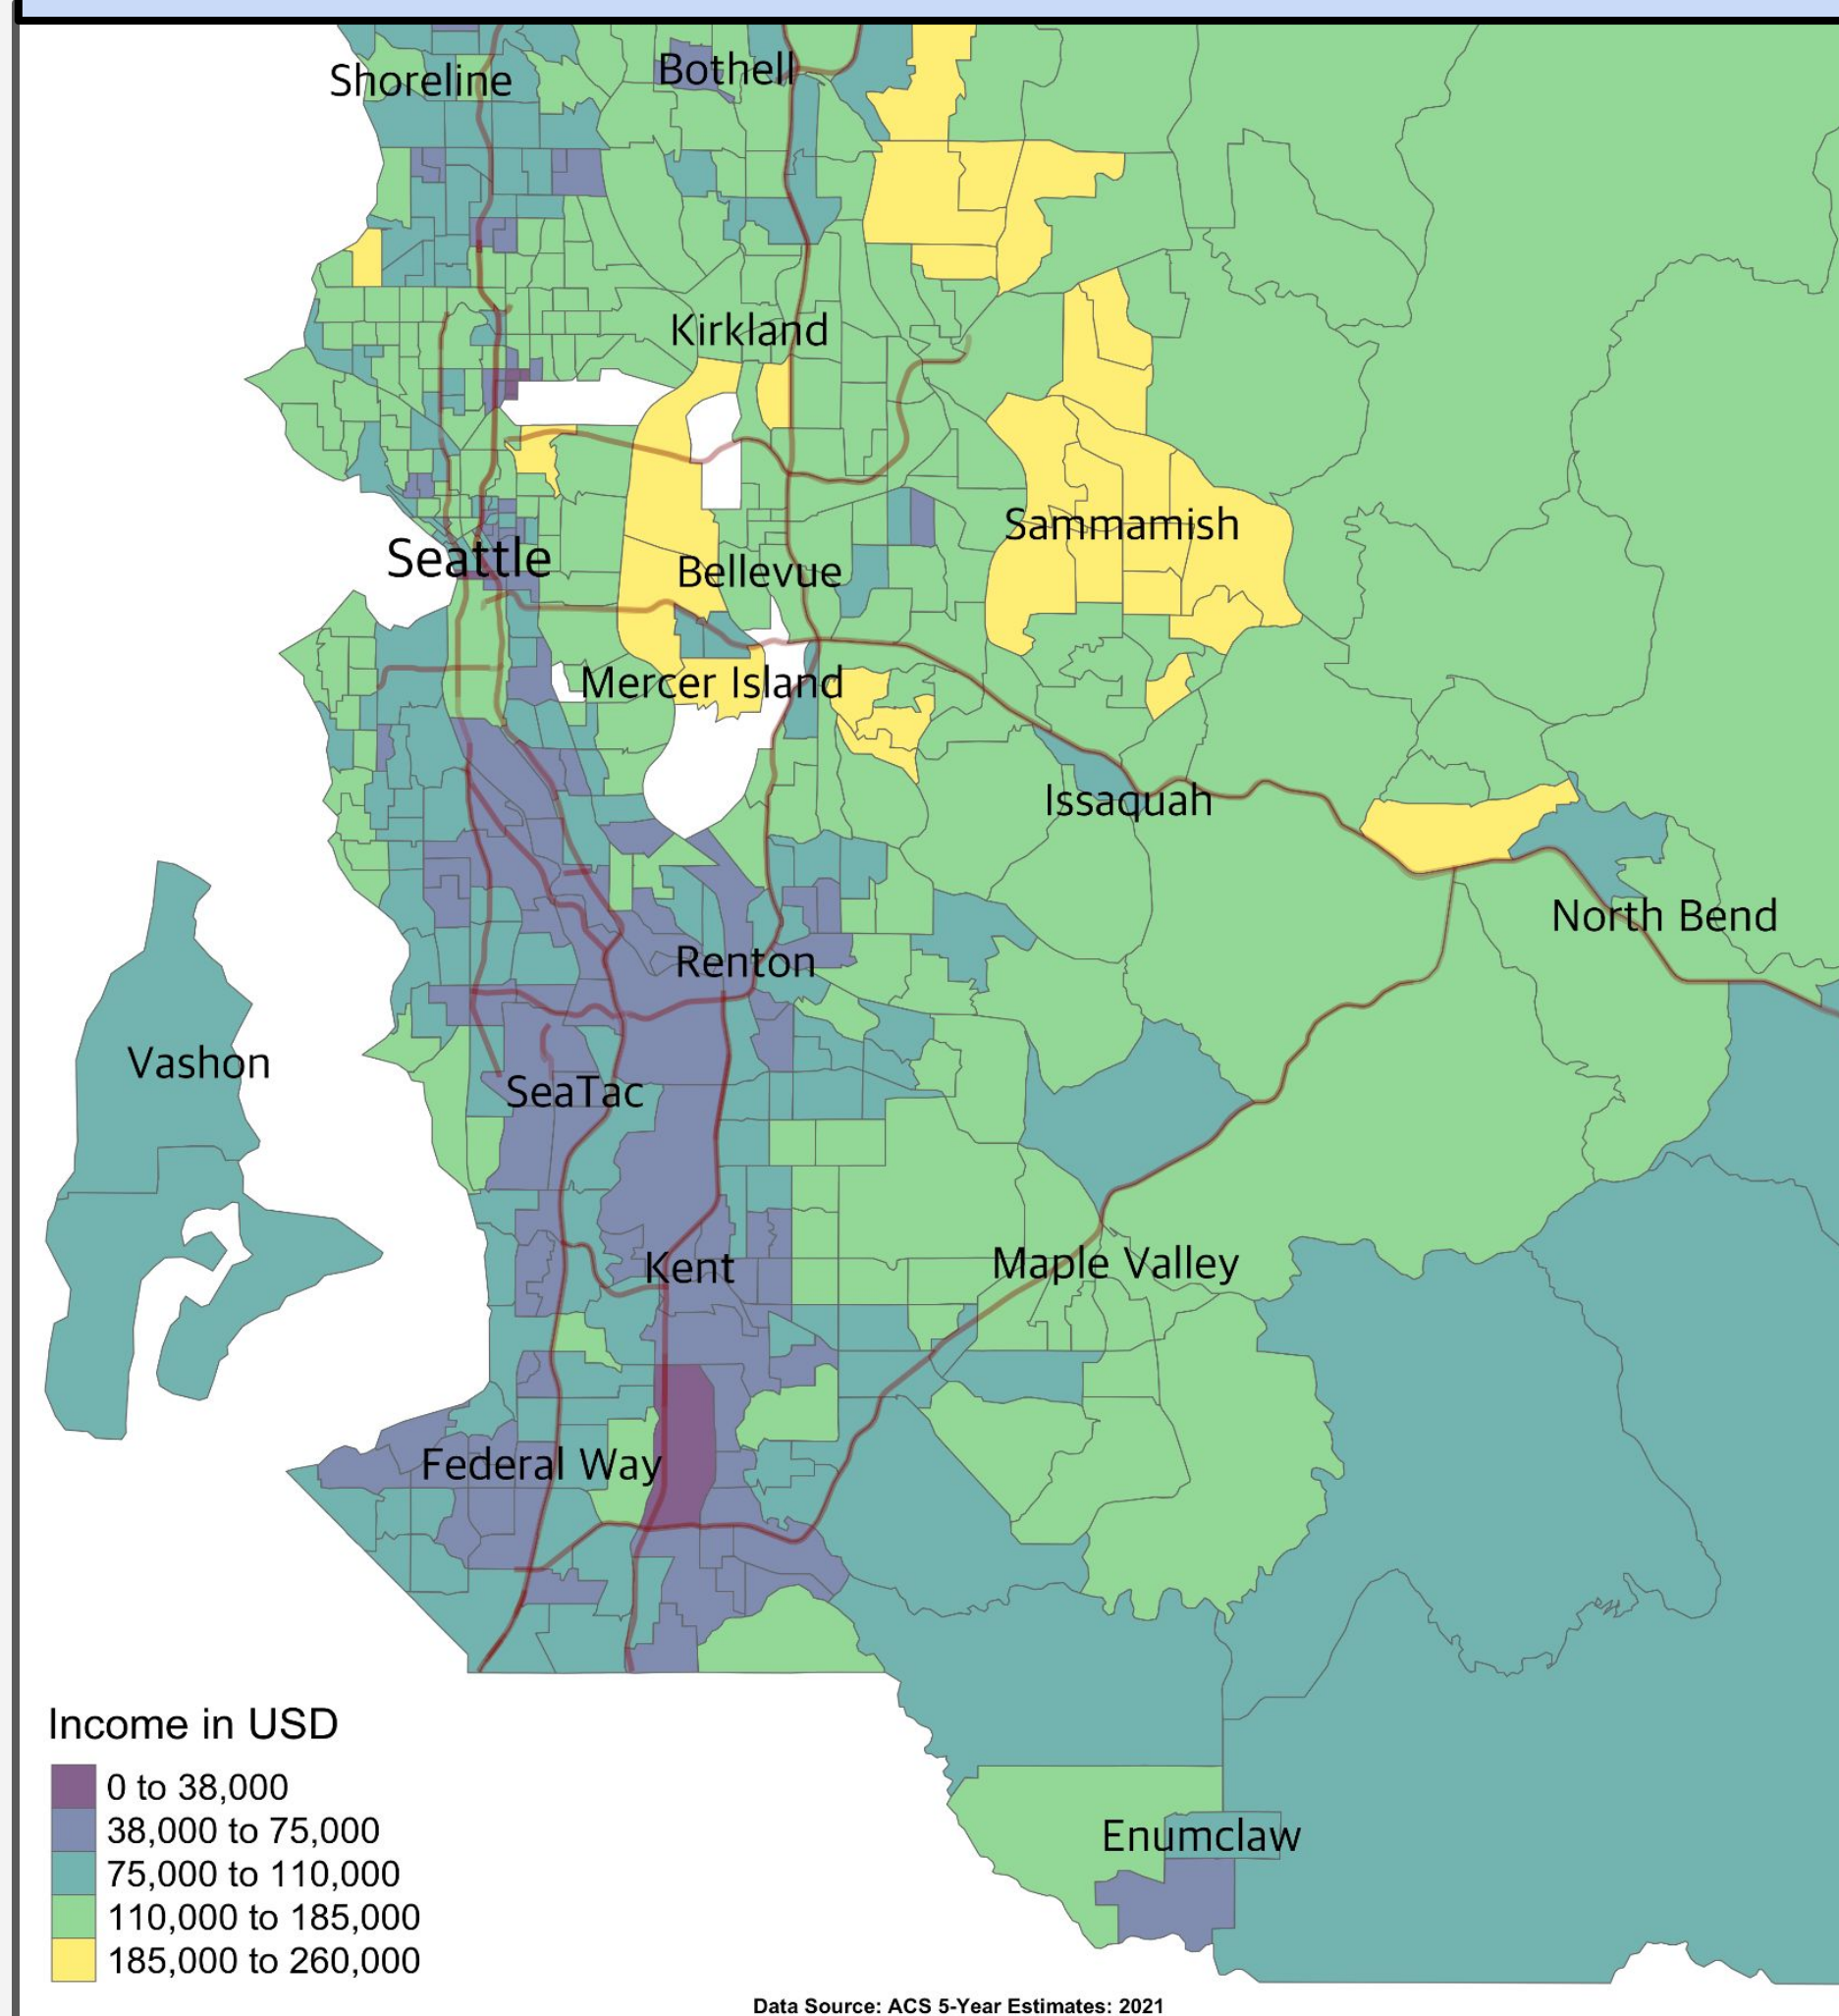 Shoreline
Bothell
Kirkland
Sammamish
Seattle
Bellevue
Mercer Island
Issaquah
North Bend
Renton
Vashon
SeaTac
Kent
Maple Valley
Federal Way
Income in USD
0 to 38,000
38,000 to 75,000
75,000 to 110,000
110,000 to 185,000
185,000 to 260,000
Enumclaw
Data Source: ACS 5-Year Estimates: 2021